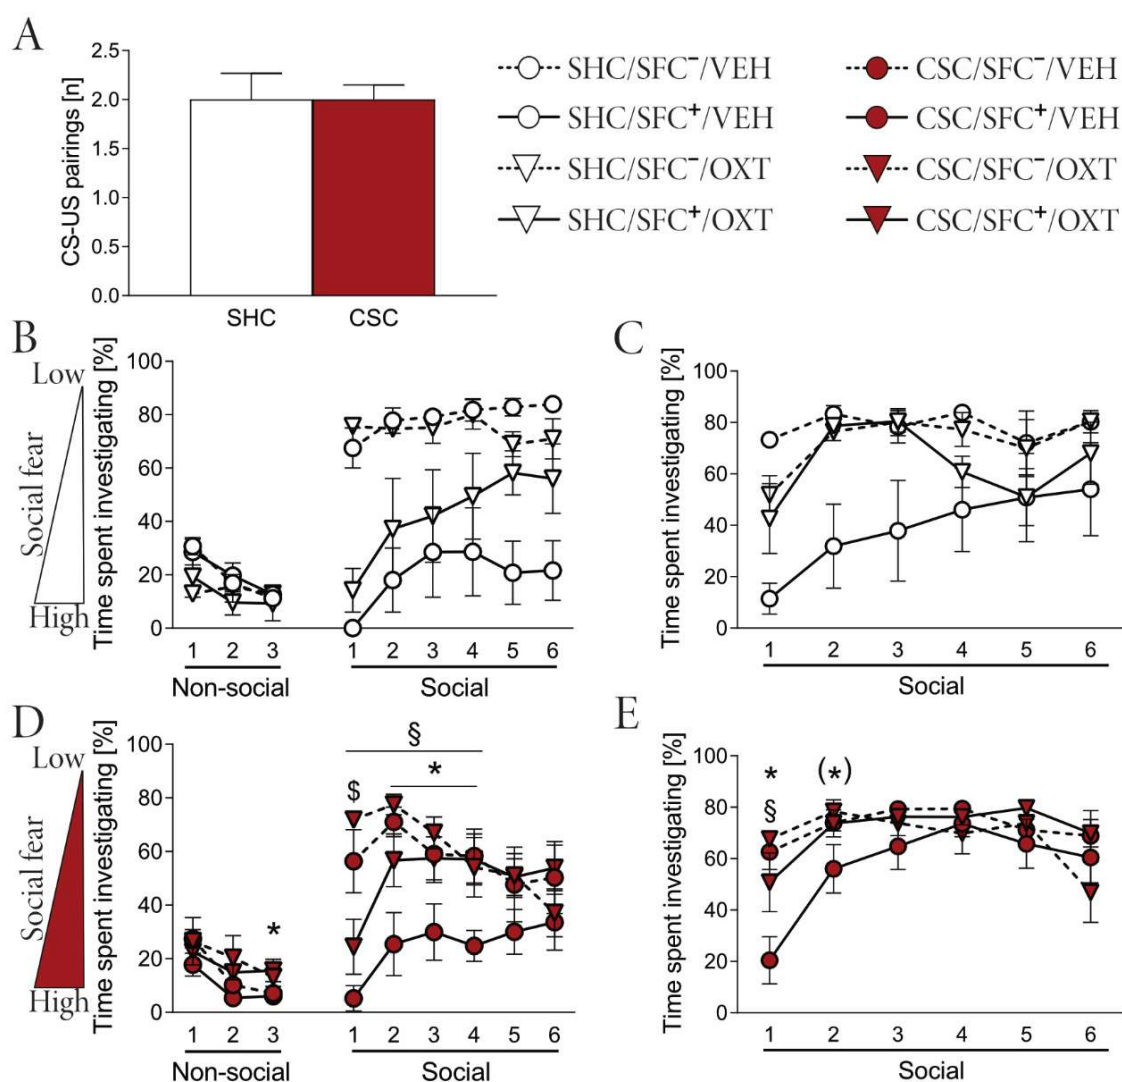 A
CS-US pairings [n]
2.5
2.0
1.5
1.0
0.5
0.0
SHC CSC
SHC/SFC⁻/VEH
SHC/SFC⁺/VEH
SHC/SFC⁻/OXT
SHC/SFC⁺/OXT
CSC/SFC⁻/VEH
CSC/SFC⁺/VEH
CSC/SFC⁻/OXT
CSC/SFC⁺/OXT
B
Low
Social fear
High
Time spent investigating [%]
100
80
60
40
20
0
1 2 3 1 2 3 4 5 6
Non-social Social
C
Time spent investigating [%]
100
80
60
40
20
0
1 2 3 4 5 6
Social
D
Low
Social fear
High
Time spent investigating [%]
100
80
60
40
20
0
§
*
$
*
1 2 3 1 2 3 4 5 6
Non-social Social
E
Time spent investigating [%]
100
80
60
40
20
0
* (*)
§
1 2 3 4 5 6
Social